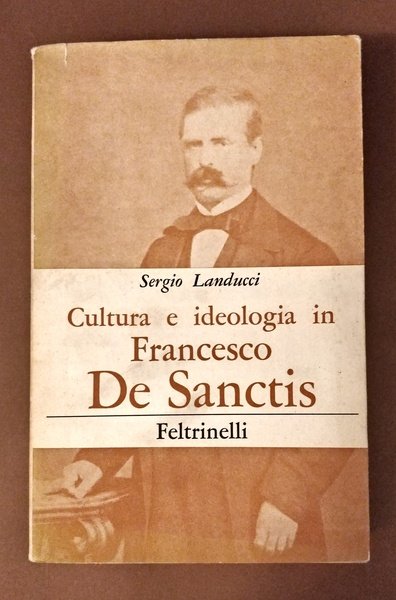 Sergio Landucci
Cultura e ideologia in
Francesco
De Sanctis
Feltrinelli